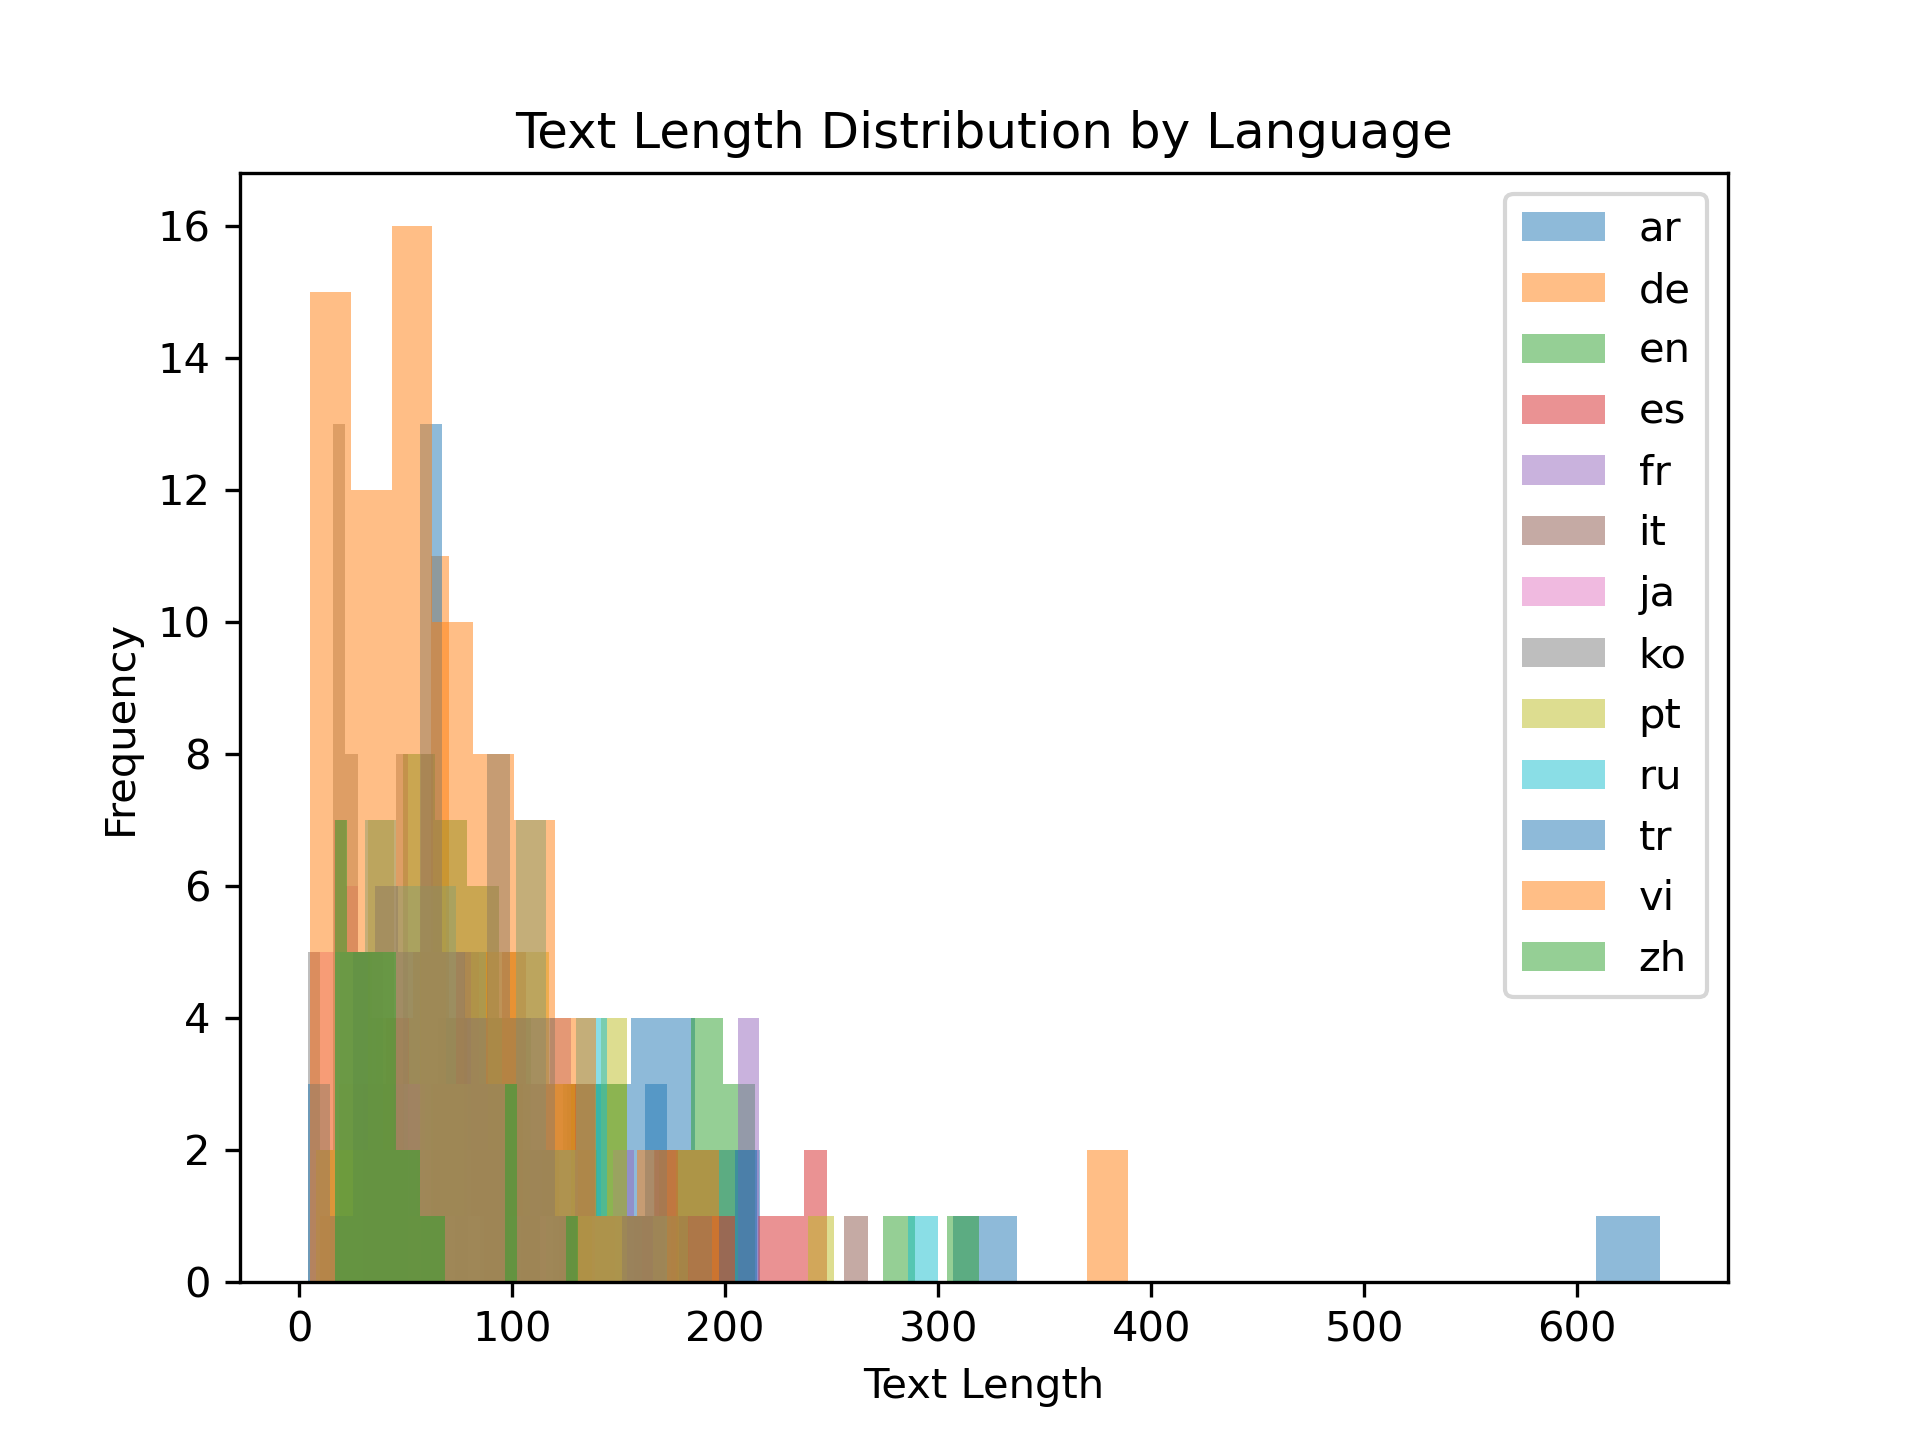 Text Length Distribution by Language
16
14
12
10
8
6
4
2
0
Frequency
0 100 200 300 400 500 600
Text Length
ar
de
en
es
fr
it
ja
ko
pt
ru
tr
vi
zh